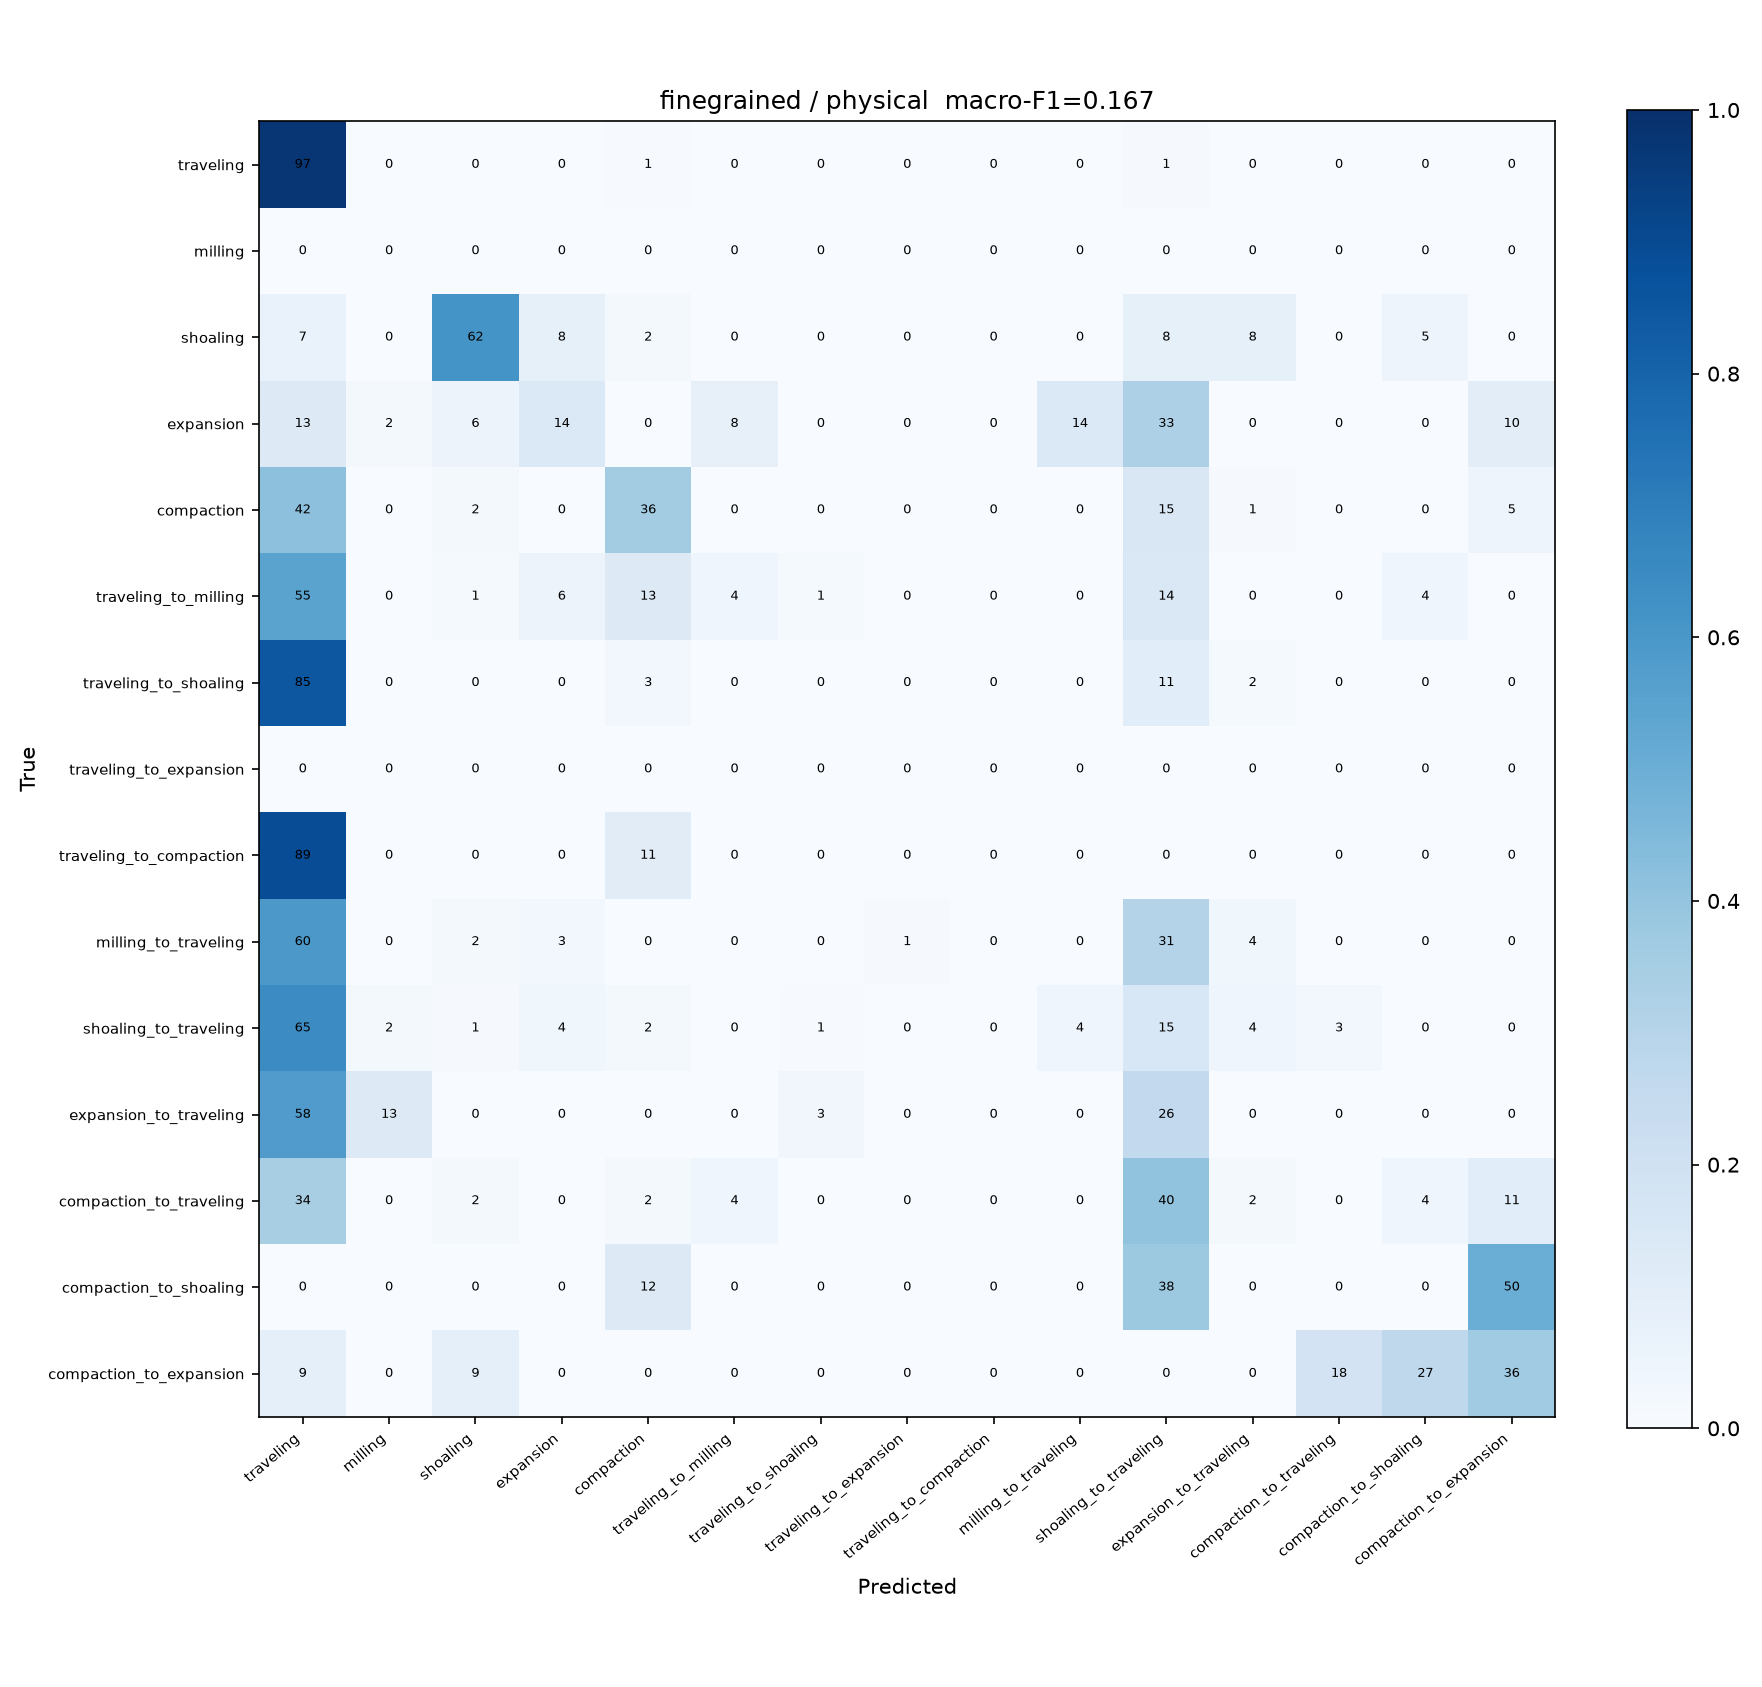 finegrained / physical  macro-F1=0.167
traveling 97 0 0 0 1 0 0 0 0 0 1 0 0 0 0
milling 0 0 0 0 0 0 0 0 0 0 0 0 0 0 0
shoaling 7 0 62 8 2 0 0 0 0 0 8 8 0 5 0
expansion 13 2 6 14 0 8 0 0 0 14 33 0 0 0 10
compaction 42 0 2 0 36 0 0 0 0 0 15 1 0 0 5
traveling_to_milling 55 0 1 6 13 4 1 0 0 0 14 0 0 4 0
traveling_to_shoaling 85 0 0 0 3 0 0 0 0 0 11 2 0 0 0
traveling_to_expansion 0 0 0 0 0 0 0 0 0 0 0 0 0 0 0
traveling_to_compaction 89 0 0 0 11 0 0 0 0 0 0 0 0 0 0
milling_to_traveling 60 0 2 3 0 0 0 1 0 0 31 4 0 0 0
shoaling_to_traveling 65 2 1 4 2 0 1 0 0 4 15 4 3 0 0
expansion_to_traveling 58 13 0 0 0 0 3 0 0 0 26 0 0 0 0
compaction_to_traveling 34 0 2 0 2 4 0 0 0 0 40 2 0 4 11
compaction_to_shoaling 0 0 0 0 12 0 0 0 0 0 38 0 0 0 50
compaction_to_expansion 9 0 9 0 0 0 0 0 0 0 0 0 18 27 36
True
traveling
milling
shoaling
expansion
compaction
traveling_to_milling
traveling_to_shoaling
traveling_to_expansion
traveling_to_compaction
milling_to_traveling
shoaling_to_traveling
expansion_to_traveling
compaction_to_traveling
compaction_to_shoaling
compaction_to_expansion
Predicted
1.0
0.8
0.6
0.4
0.2
0.0